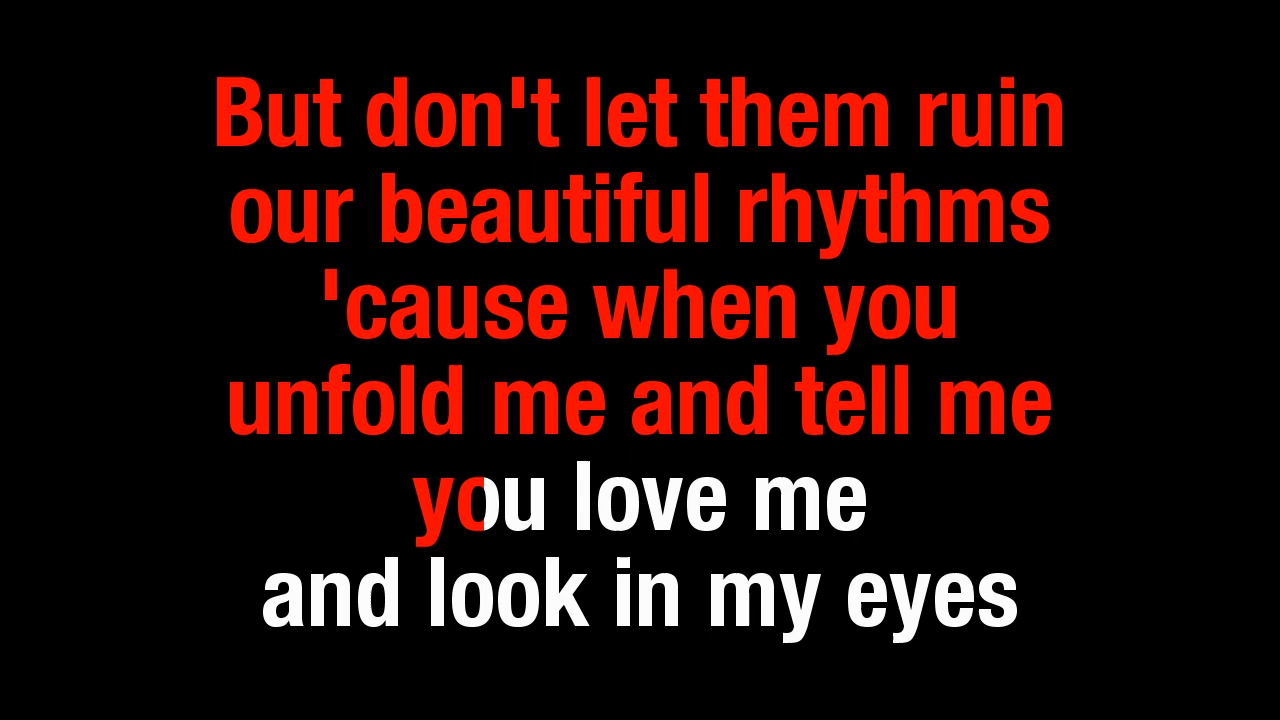 But don't let them ruin
our beautiful rhythms
'cause when you
unfold me and tell me
you love me
and look in my eyes